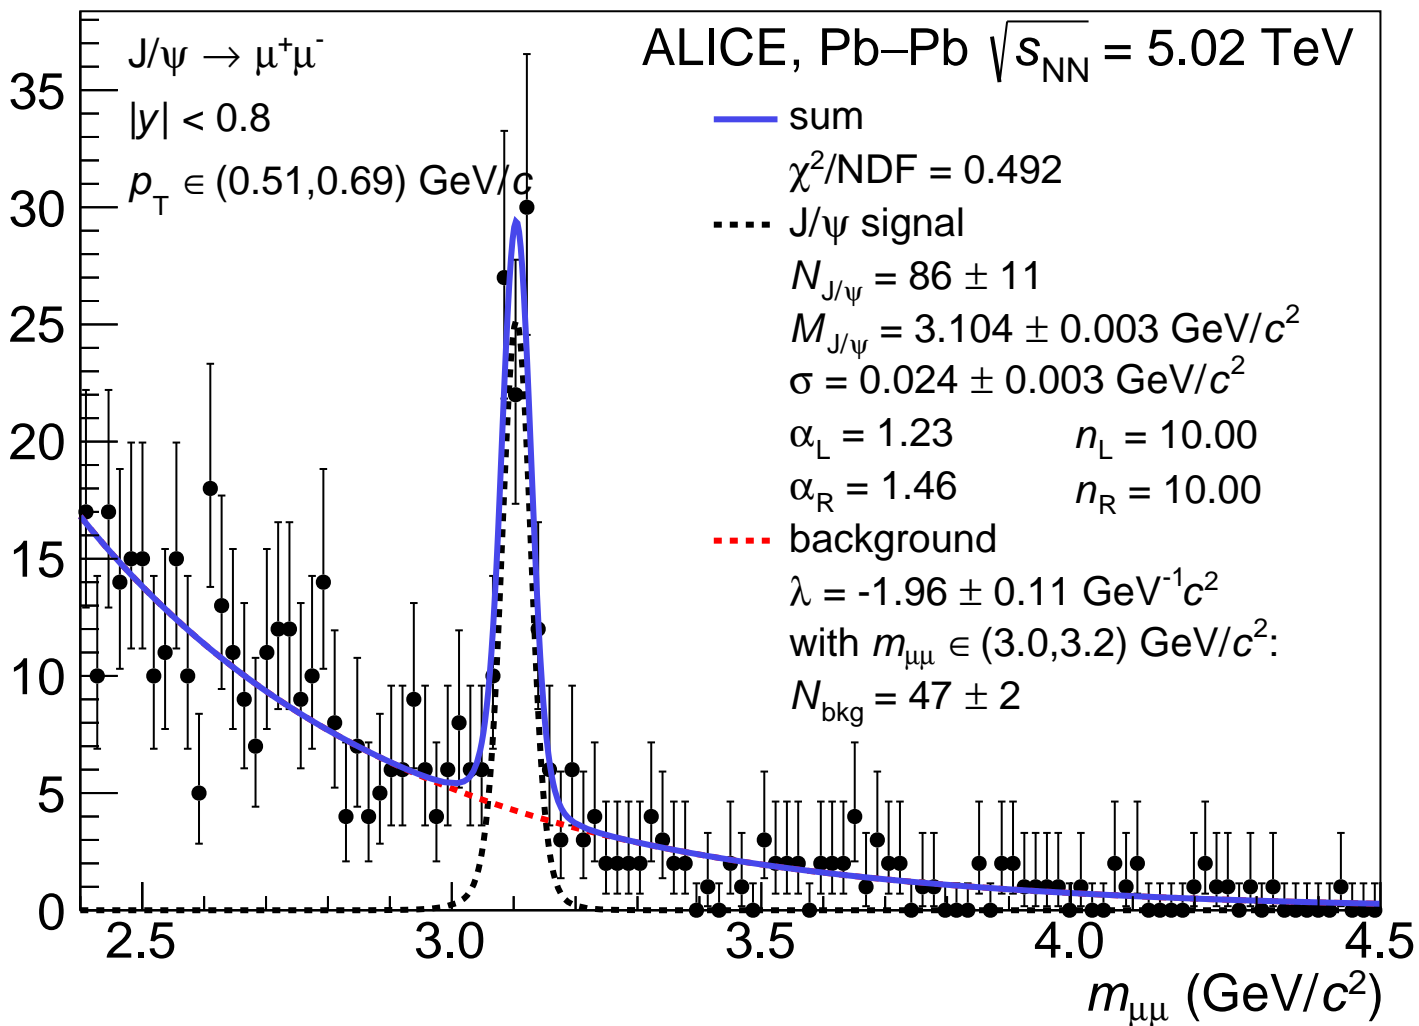 J/ψ → μ⁺μ⁻
|y| < 0.8
p_T ∈ (0.51,0.69) GeV/c
ALICE, Pb–Pb √s_NN = 5.02 TeV
sum
χ²/NDF = 0.492
J/ψ signal
N_J/ψ = 86 ± 11
M_J/ψ = 3.104 ± 0.003 GeV/c²
σ = 0.024 ± 0.003 GeV/c²
α_L = 1.23 n_L = 10.00
α_R = 1.46 n_R = 10.00
background
λ = -1.96 ± 0.11 GeV⁻¹c²
with m_μμ ∈ (3.0,3.2) GeV/c²:
N_bkg = 47 ± 2
35
30
25
20
15
10
5
0
2.5 3.0 3.5 4.0 4.5
m_μμ (GeV/c²)